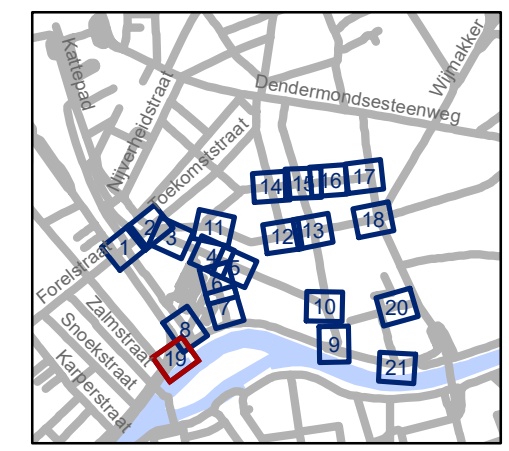 Kattepad
Wijmakker
Nijverheidstraat
Dendermondsesteenweg
Toekomststraat
14 15 16 17
11
18
2
3
1
12 13
4
5
Forelstraat
6
7
10
20
Zalmstraat
8
9
Snoekstraat
19
21
Karperstraat